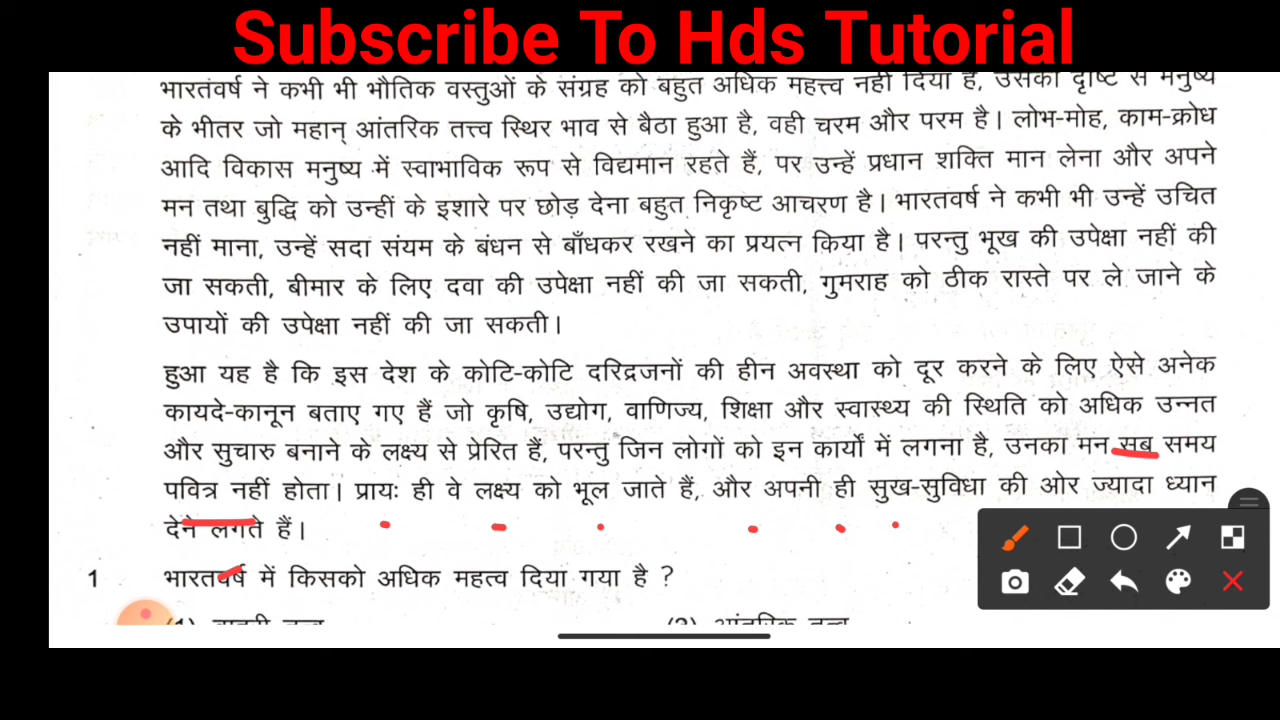 Subscribe To Hds Tutorial
भारतवर्ष ने कभी भी भौतिक वस्तुओं के संग्रह को बहुत अधिक महत्त्व नहीं दिया है, उसकी दृष्टि से मनुष्य
के भीतर जो महान् आंतरिक तत्त्व स्थिर भाव से बैठा हुआ है, वही चरम और परम है। लोभ-मोह, काम-क्रोध
आदि विकास मनुष्य में स्वाभाविक रूप से विद्यमान रहते हैं, पर उन्हें प्रधान शक्ति मान लेना और अपने
मन तथा बुद्धि को उन्हीं के इशारे पर छोड़ देना बहुत निकृष्ट आचरण है। भारतवर्ष ने कभी भी उन्हें उचित
नहीं माना, उन्हें सदा संयम के बंधन से बाँधकर रखने का प्रयत्न किया है। परन्तु भूख की उपेक्षा नहीं की
जा सकती, बीमार के लिए दवा की उपेक्षा नहीं की जा सकती, गुमराह को ठीक रास्ते पर ले जाने के
उपायों की उपेक्षा नहीं की जा सकती।
हुआ यह है कि इस देश के कोटि-कोटि दरिद्रजनों की हीन अवस्था को दूर करने के लिए ऐसे अनेक
कायदे-कानून बताए गए हैं जो कृषि, उद्योग, वाणिज्य, शिक्षा और स्वास्थ्य की स्थिति को अधिक उन्नत
और सुचारु बनाने के लक्ष्य से प्रेरित हैं, परन्तु जिन लोगों को इन कार्यों में लगना है, उनका मन सब समय
पवित्र नहीं होता। प्रायः ही वे लक्ष्य को भूल जाते हैं, और अपनी ही सुख-सुविधा की ओर ज्यादा ध्यान
देने लगते हैं।
1 भारतवर्ष में किसको अधिक महत्व दिया गया है ?
(2) आंतरिक तत्व